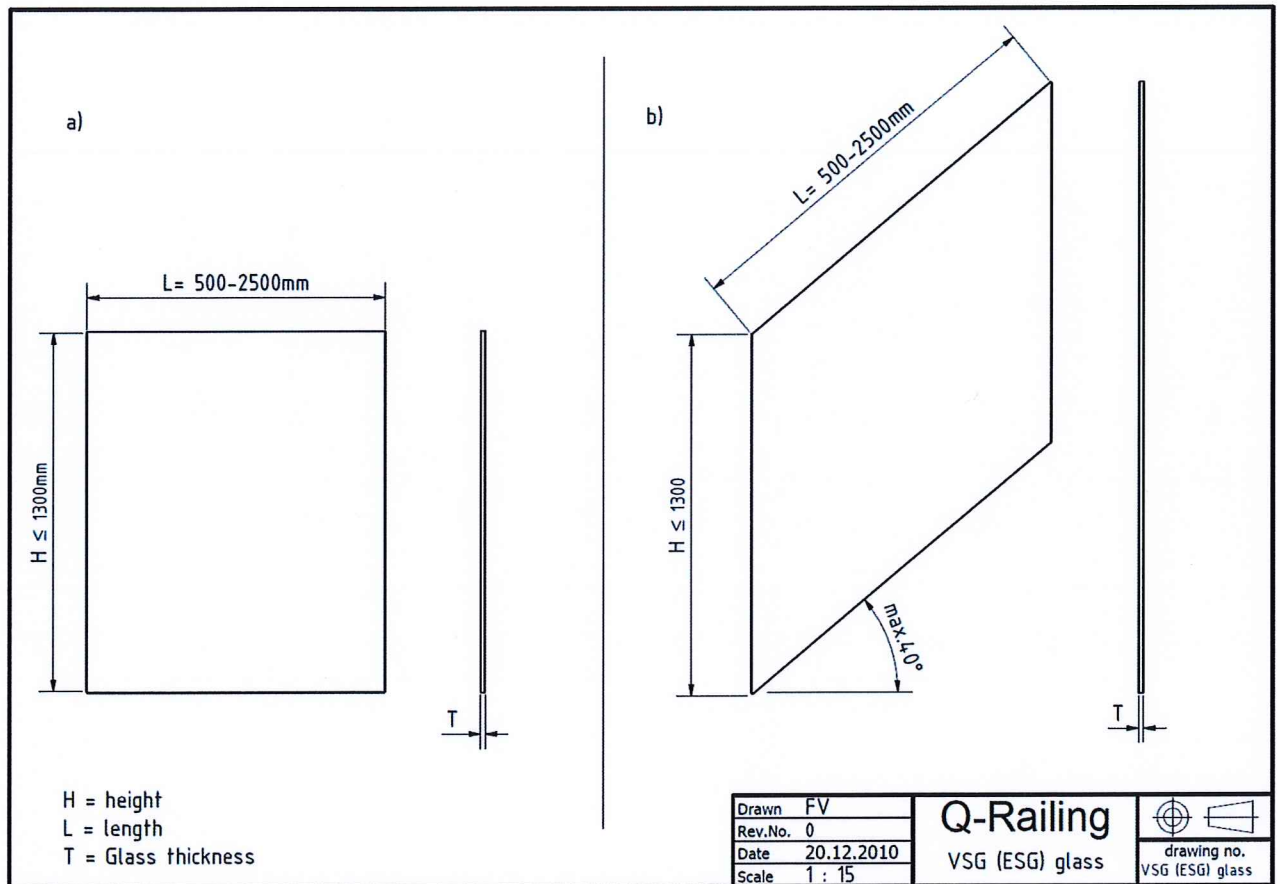 a)
L= 500-2500mm
H ≤ 1300mm
T
H = height
L = length
T = Glass thickness
b)
L= 500-2500mm
H ≤ 1300
max.40°
T
Drawn FV
Rev.No. 0
Date 20.12.2010
Scale 1 : 15
Q-Railing
VSG (ESG) glass
drawing no.
VSG (ESG) glass